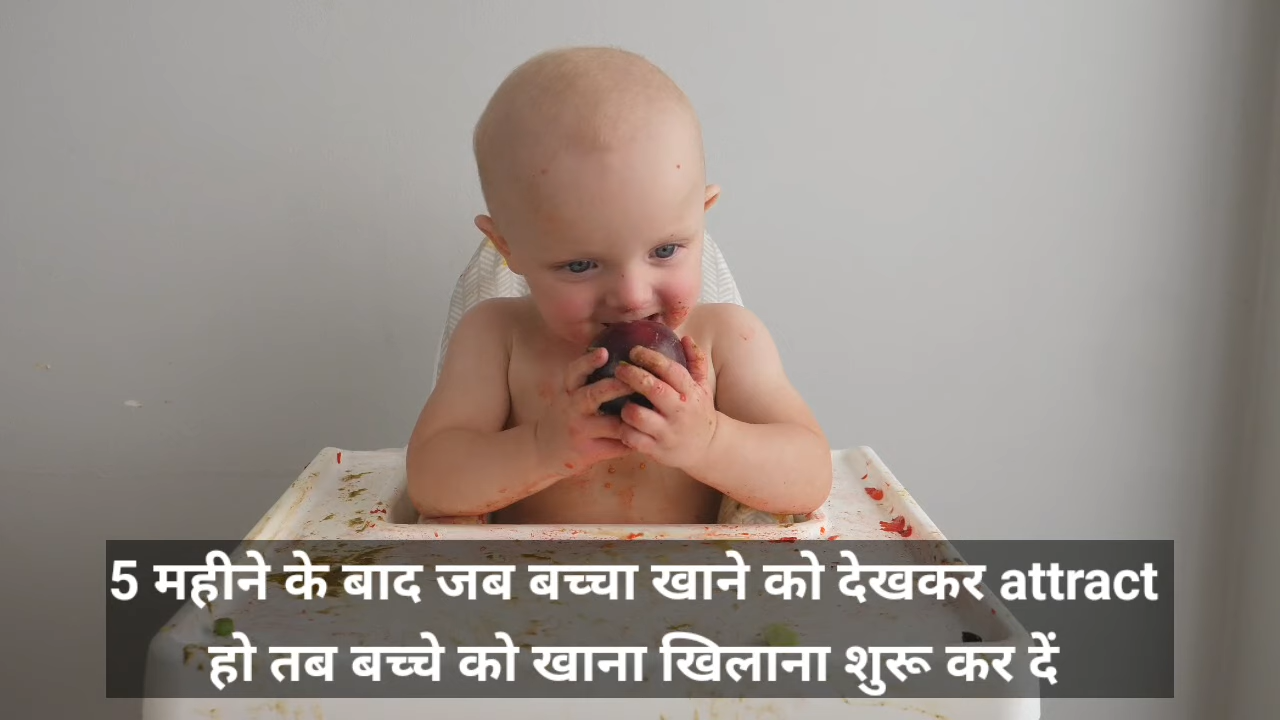 5 महीने के बाद जब बच्चा खाने को देखकर attract
हो तब बच्चे को खाना खिलाना शुरू कर दें